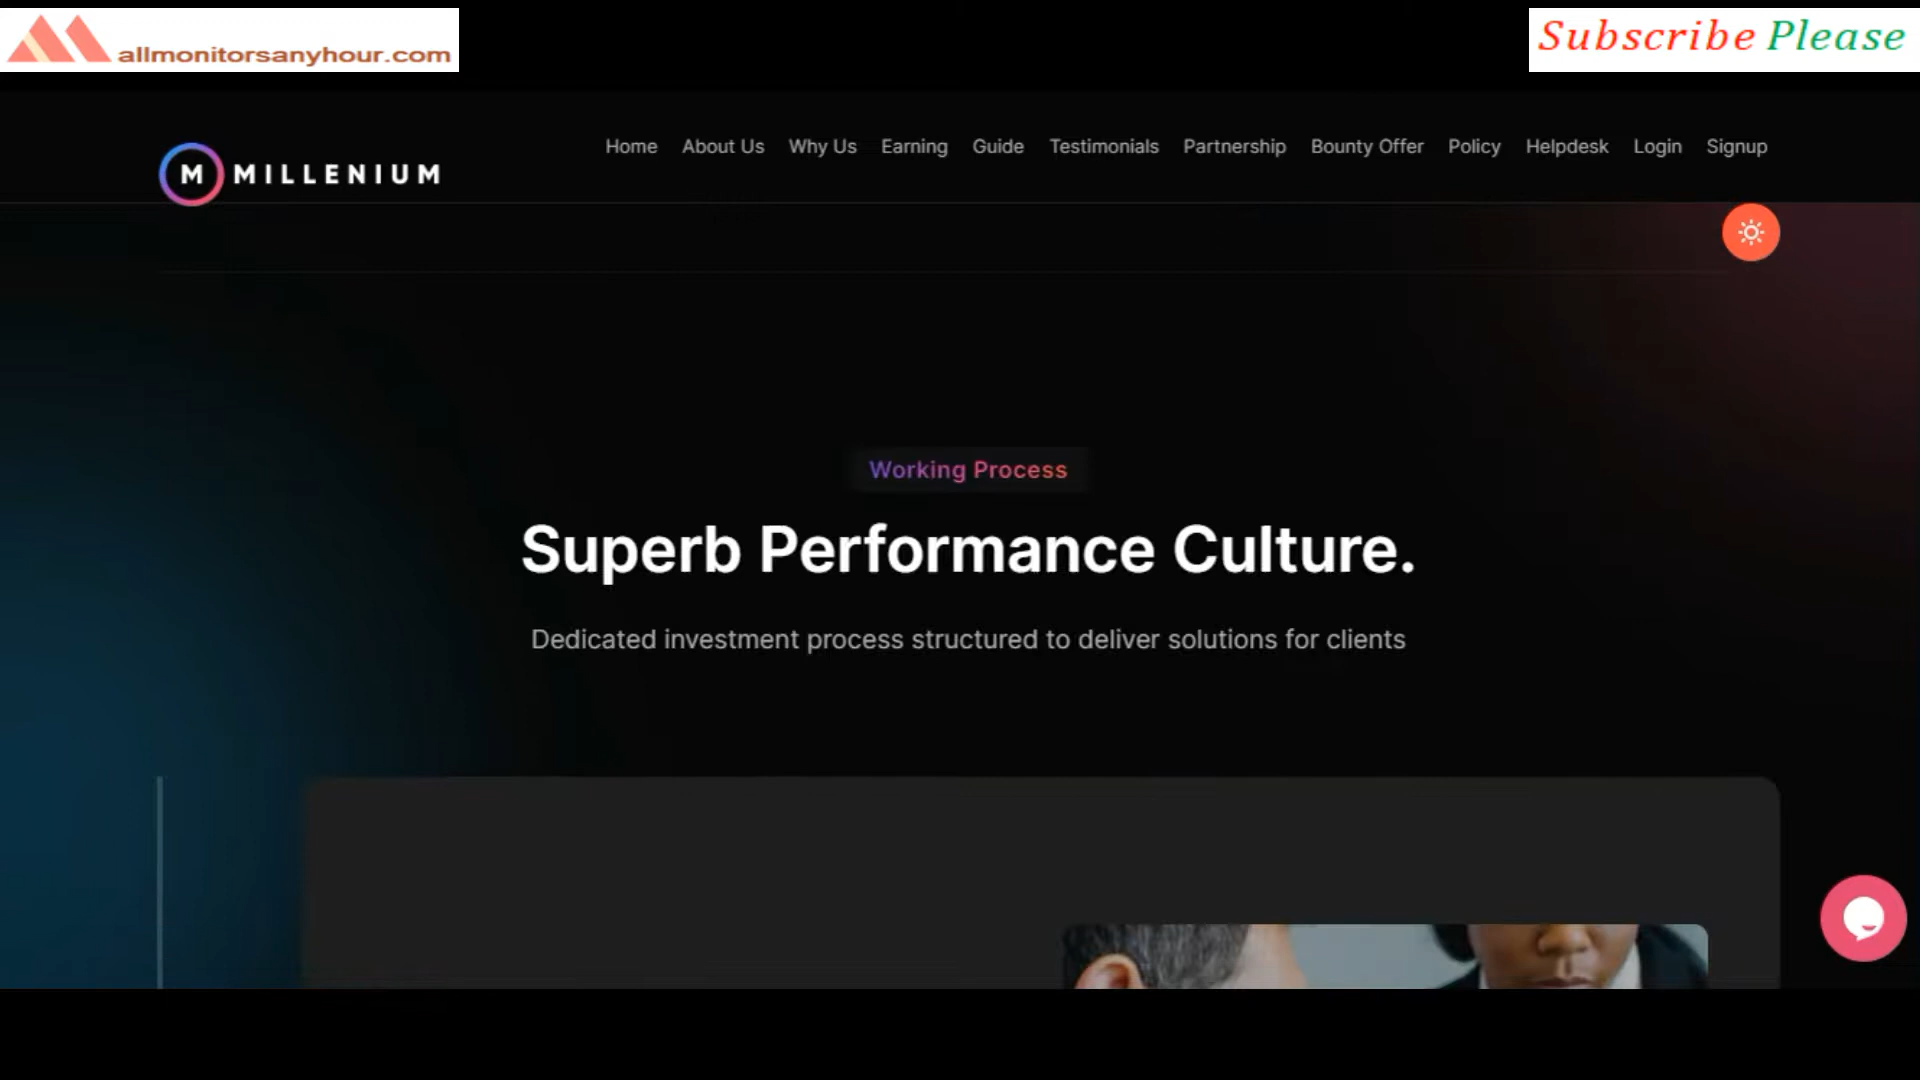 allmonitorsanyhour.com
Subscribe Please
M MILLENIUM
Home About Us Why Us Earning Guide Testimonials Partnership Bounty Offer Policy Helpdesk Login Signup
Working Process
Superb Performance Culture.
Dedicated investment process structured to deliver solutions for clients